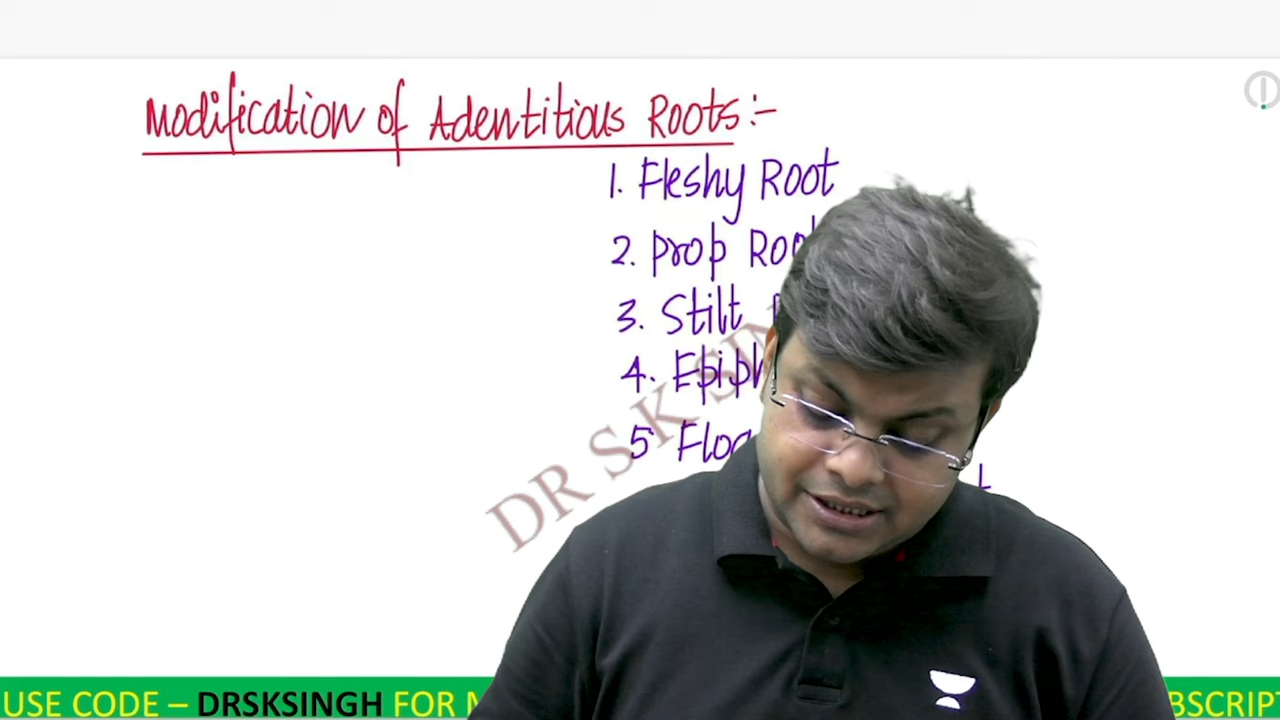 Modification of Adentitious Roots :-
1. Fleshy Root
2. Prop Roo
3. Stilt
4. Epiph
5 Floa
DR S K SIN
USE CODE – DRSKSINGH FOR M
BSCRIPT